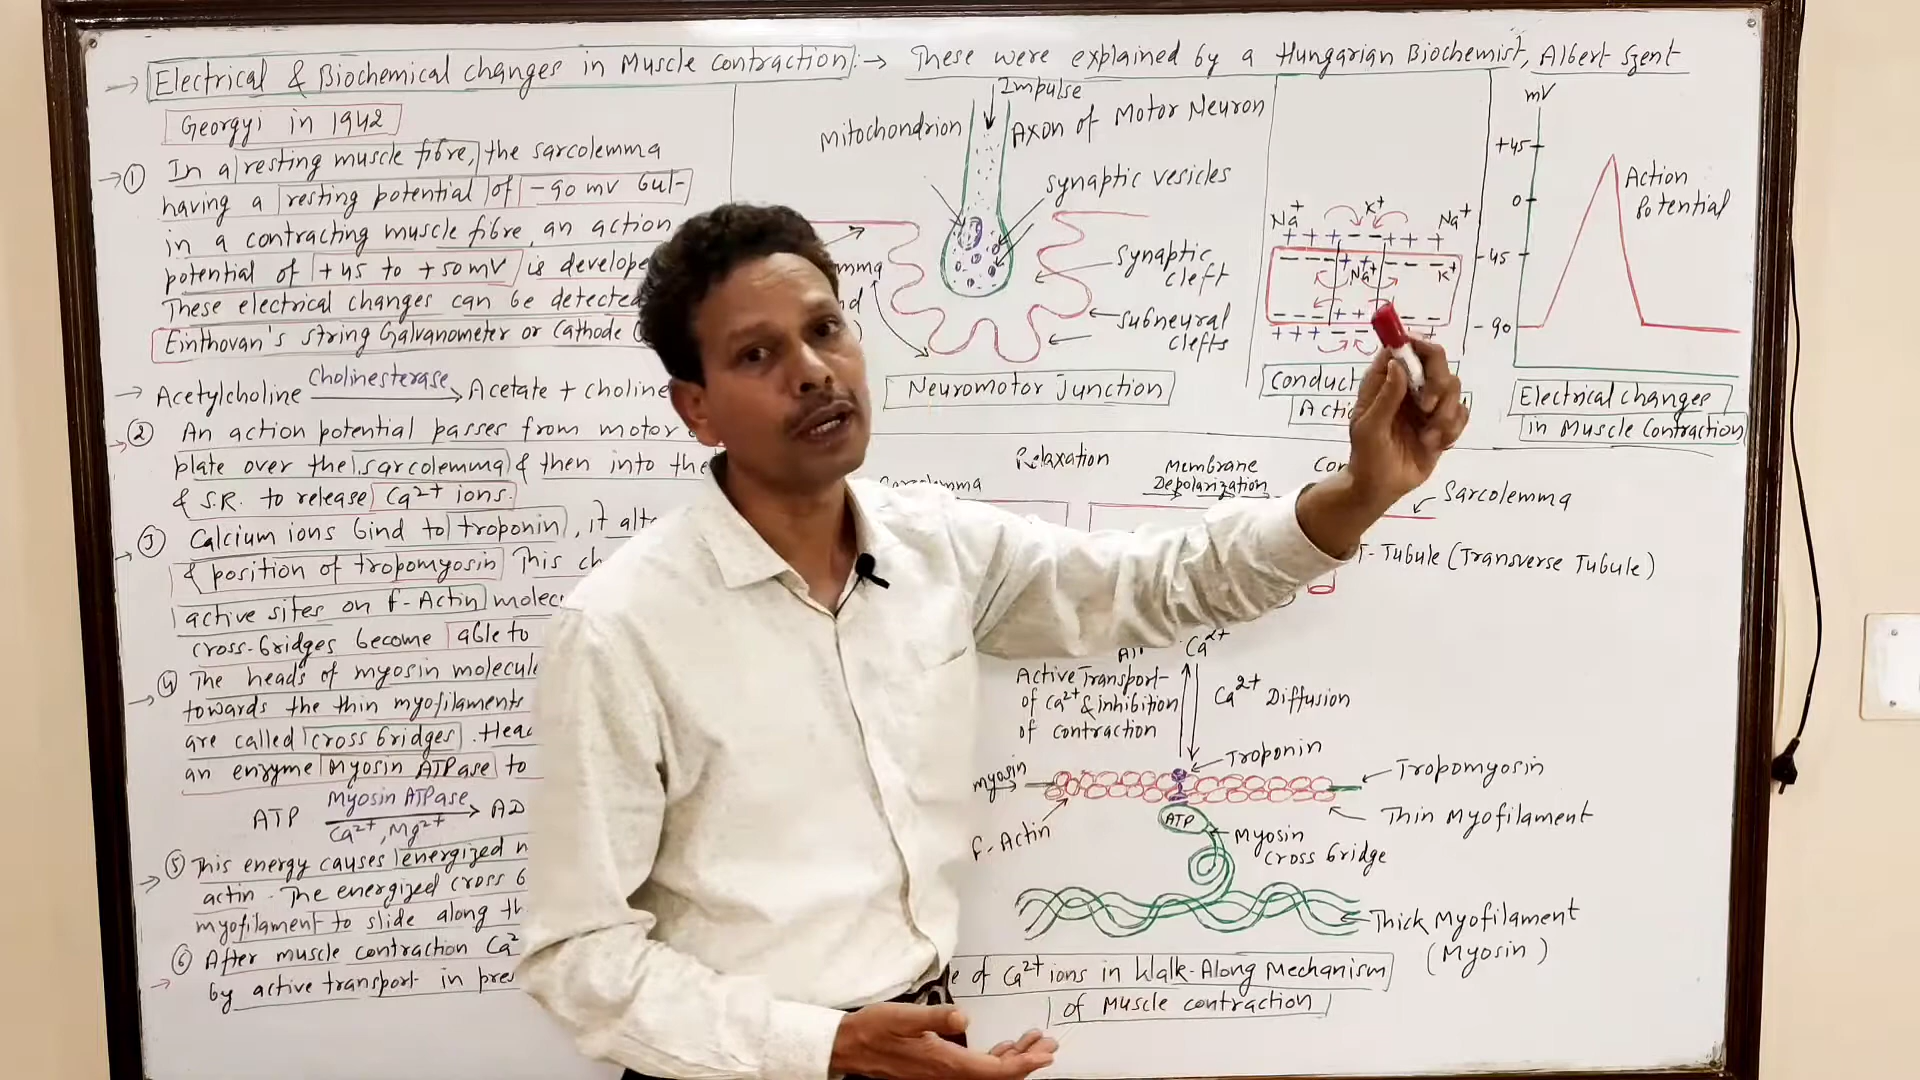 → Electrical & Biochemical changes in Muscle contraction :→ These were explained by a Hungarian Biochemist, Albert Szent
Georgyi in 1942
→ ① In a resting muscle fibre, the sarcolemma
having a resting potential of -90 mv but
in a contracting muscle fibre, an action
potential of +45 to +50 mV is develope
These electrical changes can be detected
Einthovan's string Galvanometer or Cathode
→ Acetylcholine Cholinesterase → Acetate + choline
→ ② An action potential passes from motor
plate over the sarcolemma & then into the
& S.R. to release Ca2+ ions.
→ ③ Calcium ions bind to troponin, it alt
& position of tropomyosin This ch
active sites on f-Actin molec
cross-bridges become able to
→ ④ The heads of myosin molecul
towards the thin myofilaments
are called cross bridges. Hea
an enzyme Myosin ATPase to
ATP Myosin ATPase → AD
Ca2+, Mg2+
→ ⑤ This energy causes energized
actin. The energized cross b
myofilament to slide along th
→ ⑥ After muscle contraction Ca2
by active transport in pres
Impulse
Mitochondrion
Axon of Motor Neuron
synaptic vesicles
synaptic
cleft
subneural
clefts
mma
Neuromotor Junction
Na+ K+ Na+
+ + + - - + + +
- - - + + - - -
Na+ K+
- - - + + - -
+ + + - - + +
Conduct
Actio
mV
+45
0
-45
-90
Action
Potential
Electrical changes
in Muscle Contraction
Relaxation
Membrane
Depolarization
Con
Sarcolemma
T-Tubule (Transverse Tubule)
Ca2+
Active Transport
of Ca2+ & inhibition
of contraction
Ca2+ Diffusion
Troponin
myosin
Tropomyosin
Thin Myofilament
f-Actin
ATP
Myosin
cross bridge
Thick Myofilament
(Myosin)
e of Ca2+ ions in Walk-Along Mechanism
of Muscle contraction